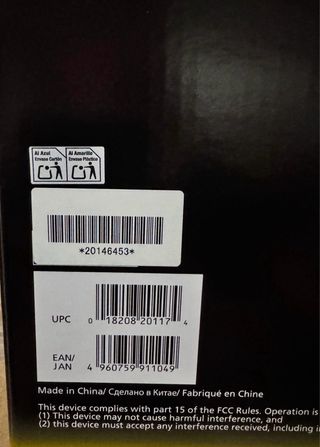 Al Azul Al Amarillo
Envase Cartón Envase Plástico
*20146453*
UPC 0 18208 20117 4
EAN/
JAN 4 960759 911049
Made in China/ Сделано в Китае/ Fabriqué en Chine
This device complies with part 15 of the FCC Rules. Operation is
(1) This device may not cause harmful interference, and
(2) this device must accept any interference received, including